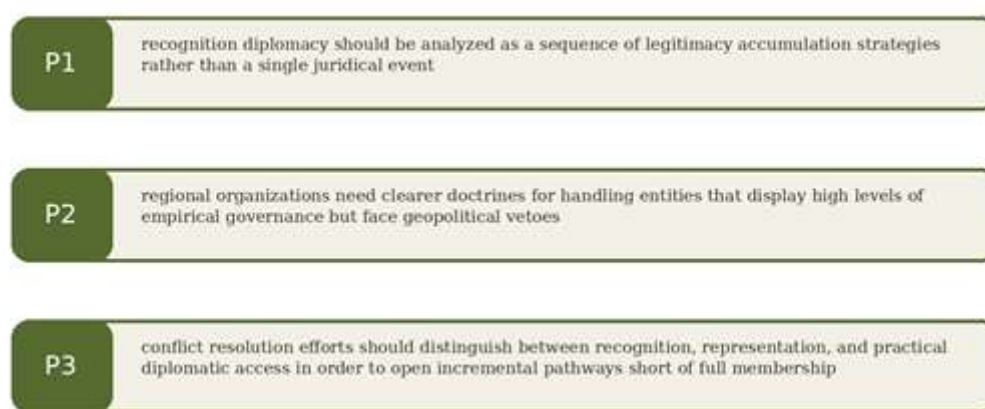 P1
recognition diplomacy should be analyzed as a sequence of legitimacy accumulation strategies
rather than a single juridical event
P2
regional organizations need clearer doctrines for handling entities that display high levels of
empirical governance but face geopolitical vetoes
P3
conflict resolution efforts should distinguish between recognition, representation, and practical
diplomatic access in order to open incremental pathways short of full membership